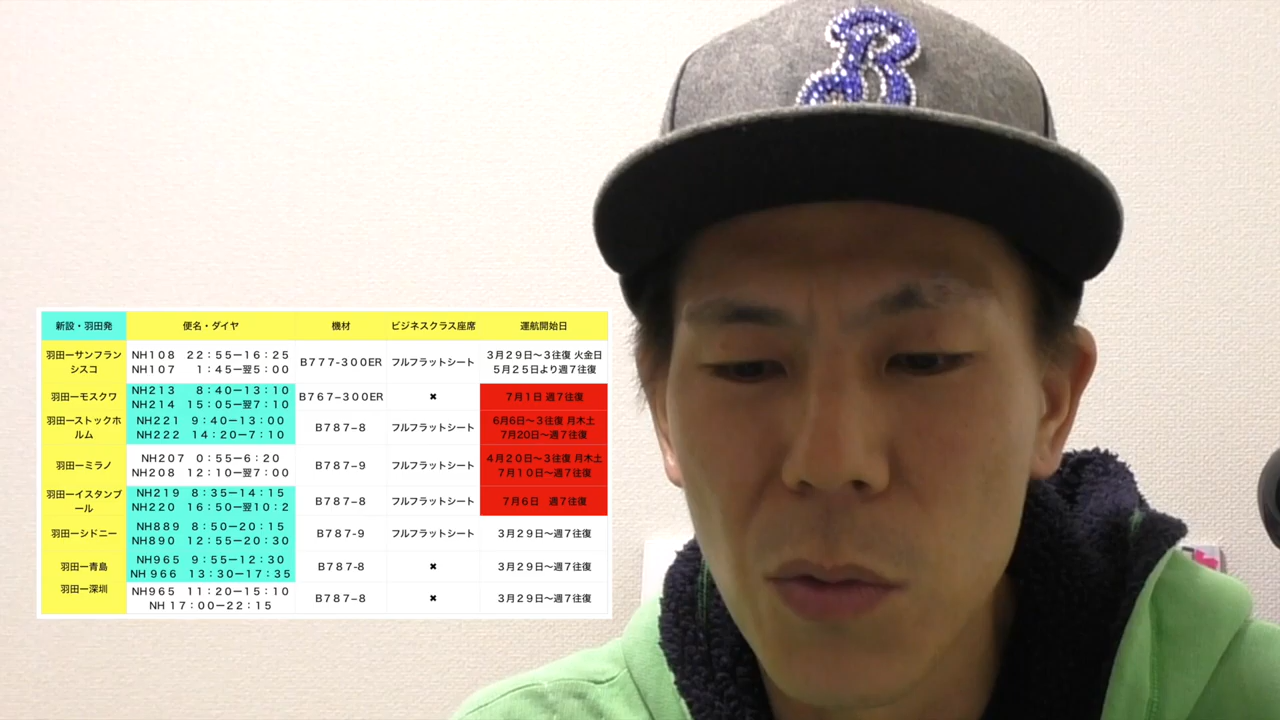 新設・羽田発 便名・ダイヤ 機材 ビジネスクラス座席 運航開始日
羽田ーサンフランシスコ NH108 22:55ー16:25 B777-300ER フルフラットシート 3月29日〜3往復 火金日
NH107 1:45ー翌5:00 5月25日より週7往復
羽田ーモスクワ NH213 8:40ー13:10 B767-300ER ✖ 7月1日 週7往復
NH214 15:05ー翌7:10
羽田ーストックホルム NH221 9:40ー13:00 B787-8 フルフラットシート 6月6日〜3往復 月木土
NH222 14:20ー7:10 7月20日〜週7往復
羽田ーミラノ NH207 0:55ー6:20 B787-9 フルフラットシート 4月20日〜3往復 月木土
NH208 12:10ー翌7:00 7月10日〜週7往復
羽田ーイスタンブール NH219 8:35ー14:15 B787-8 フルフラットシート 7月6日 週7往復
NH220 16:50ー翌10:2
羽田ーシドニー NH889 8:50ー20:15 B787-9 フルフラットシート 3月29日〜週7往復
NH890 12:55ー20:30
羽田ー青島 NH965 9:55ー12:30 B787-8 ✖ 3月29日〜週7往復
NH966 13:30ー17:35
羽田ー深圳 NH965 11:20ー15:10 B787-8 ✖ 3月29日〜週7往復
NH 17:00ー22:15
B